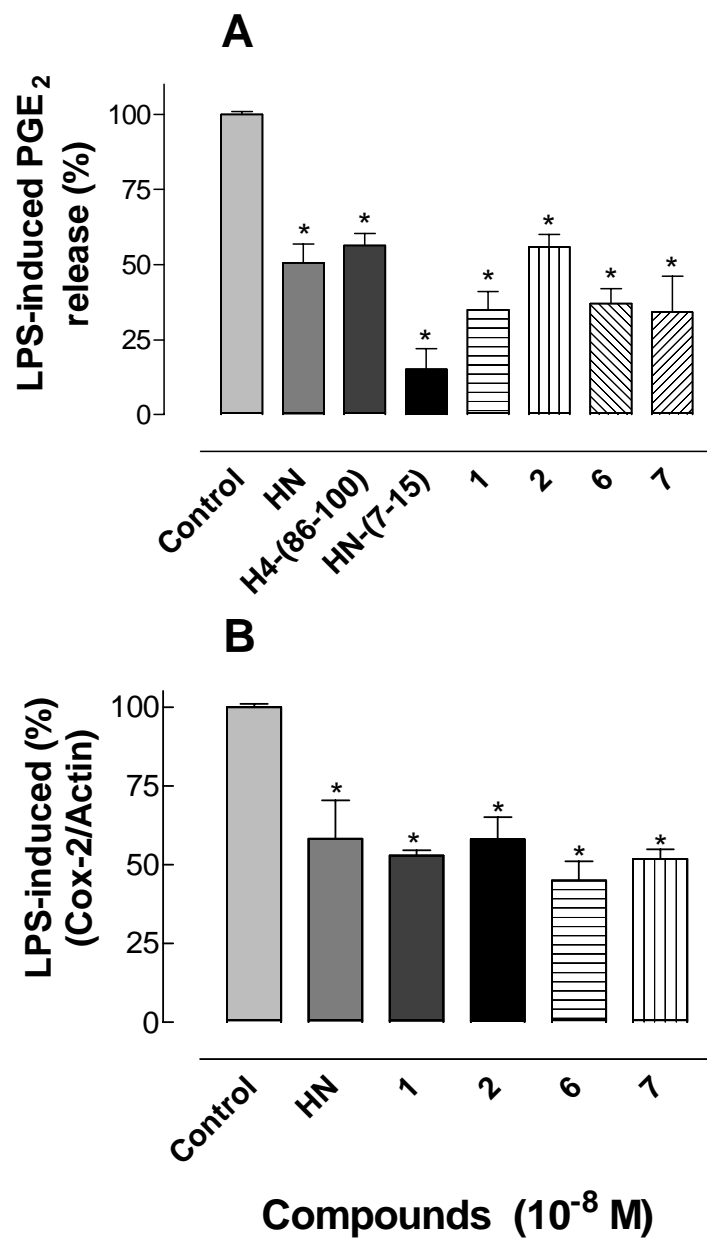 A
LPS-induced PGE2
release (%)
100
75
50
25
0
*
*
*
*
*
*
*
Control
HN
H4-(86-100)
HN-(7-15)
1
2
6
7
B
LPS-induced (%)
(Cox-2/Actin)
100
75
50
25
0
*
*
*
*
*
Control
HN
1
2
6
7
Compounds (10-8 M)